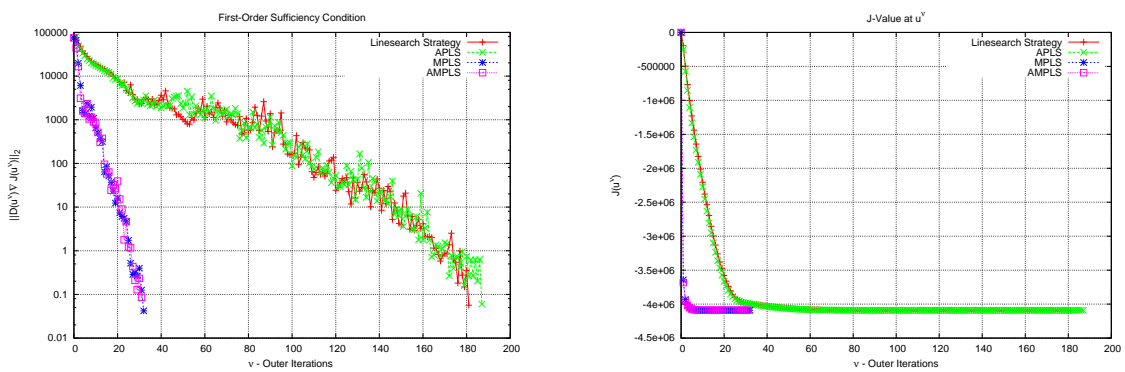 First-Order Sufficiency Condition
100000
10000
1000
100
10
1
0.1
0.01
||D(u^ν) ∇ J(u^ν)||_2
Linesearch Strategy
APLS
MPLS
AMPLS
0 20 40 60 80 100 120 140 160 180 200
ν - Outer Iterations
J-Value at u^ν
0
-500000
-1e+06
-1.5e+06
-2e+06
-2.5e+06
-3e+06
-3.5e+06
-4e+06
-4.5e+06
J(u^ν)
Linesearch Strategy
APLS
MPLS
AMPLS
0 20 40 60 80 100 120 140 160 180 200
ν - Outer Iterations